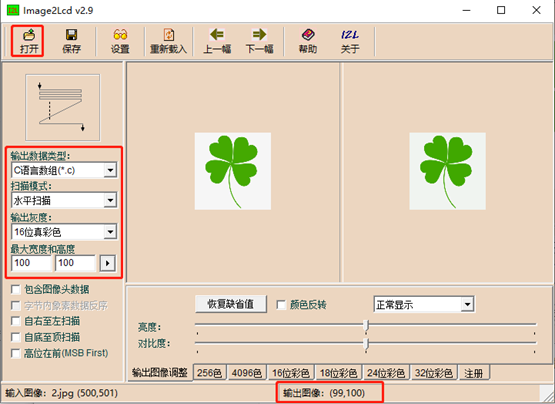 Image2Lcd v2.9
打开 保存 设置 重新载入 上一幅 下一幅 帮助 关于
输出数据类型:
C语言数组(*.c)
扫描模式:
水平扫描
输出灰度:
16位真彩色
最大宽度和高度
100 100
包含图像头数据
字节内象素数据反序
自右至左扫描
自底至顶扫描
高位在前(MSB First)
恢复缺省值 颜色反转 正常显示
亮度:
对比度:
输出图像调整 256色 4096色 16位彩色 18位彩色 24位彩色 32位彩色 注册
输入图像: 2.jpg (500,501) 输出图像: (99,100)